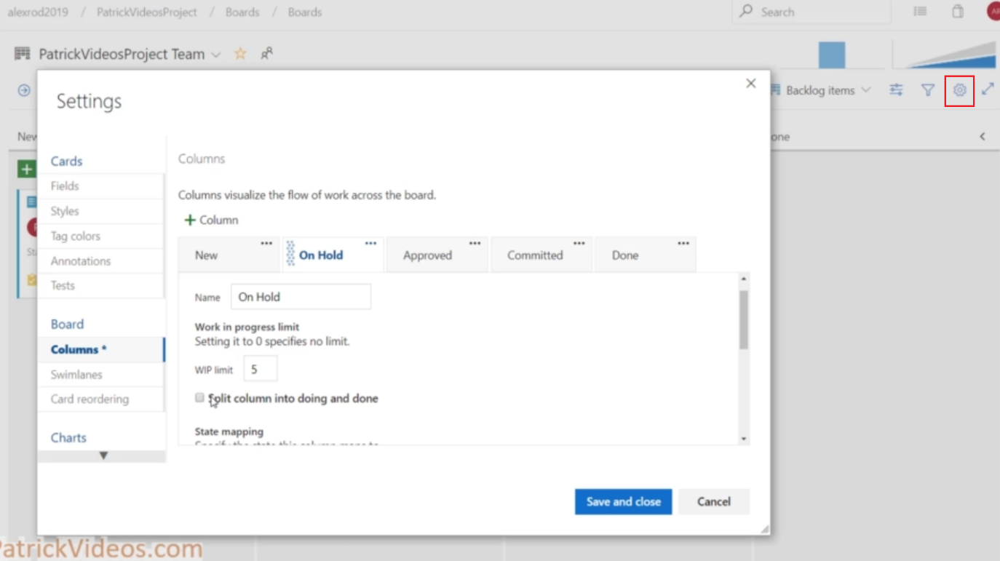 alexrod2019 / PatrickVideosProject / Boards / Boards
Search
PatrickVideosProject Team
Backlog items
Settings
Cards
Fields
Styles
Tag colors
Annotations
Tests
Board
Columns *
Swimlanes
Card reordering
Charts
Columns
Columns visualize the flow of work across the board.
+ Column
New
On Hold
Approved
Committed
Done
Name
On Hold
Work in progress limit
Setting it to 0 specifies no limit.
WIP limit
5
Split column into doing and done
State mapping
Specify the state this column maps to
Save and close
Cancel
New
one
AR
PatrickVideos.com